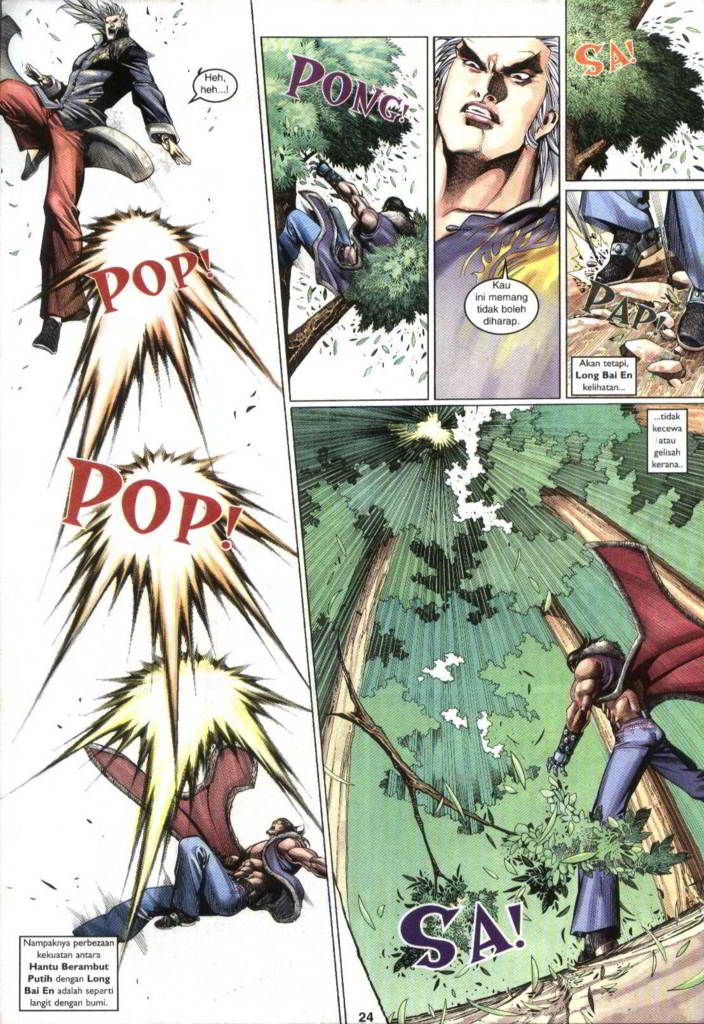 Heh,
heh...!
POP!
POP!
Nampaknya perbezaan
kekuatan antara
Hantu Berambut
Putih dengan Long
Bai En adalah seperti
langit dengan bumi.
PONG!
Kau
ini memang
tidak boleh
diharap.
SA!
PAP!
Akan tetapi,
Long Bai En
kelihatan...
...tidak
kecewa
atau
gelisah
kerana..
SA!
24